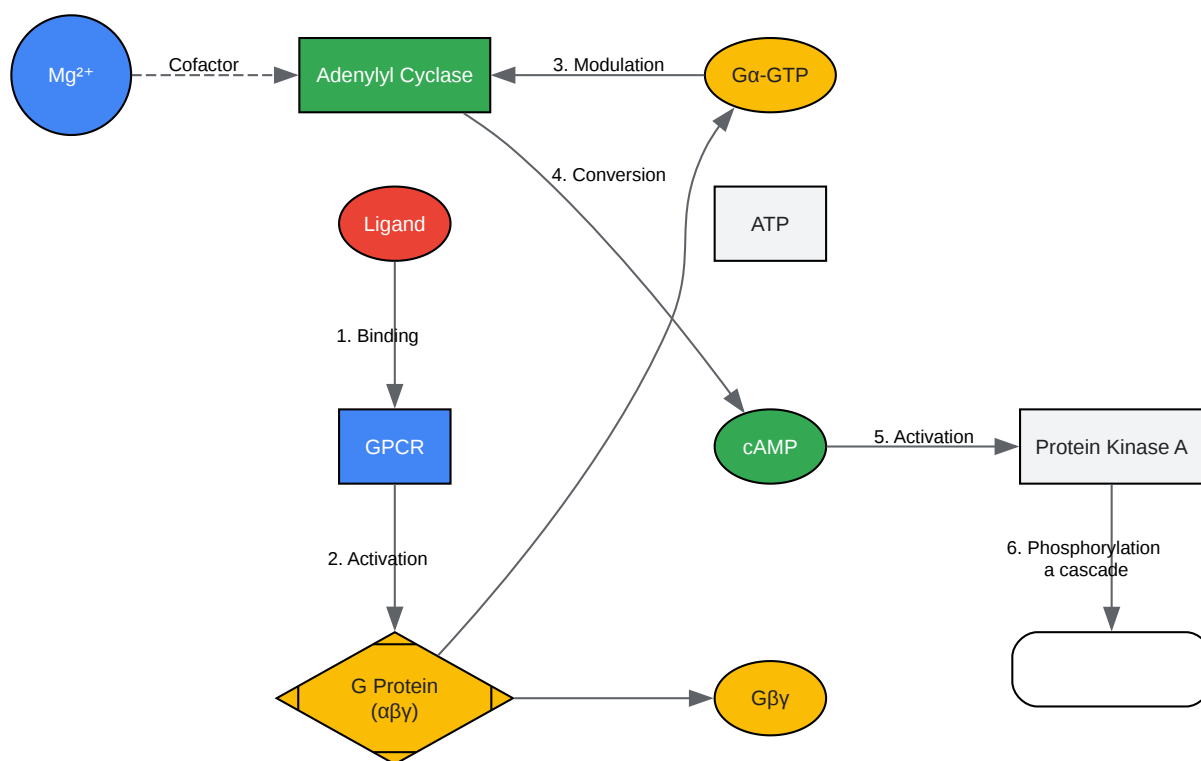 Mg²⁺
Cofactor
Adenylyl Cyclase
3. Modulation
Gα-GTP
4. Conversion
Ligand
ATP
1. Binding
GPCR
cAMP
5. Activation
Protein Kinase A
2. Activation
6. Phosphorylation
a cascade
G Protein
(αβγ)
Gβγ